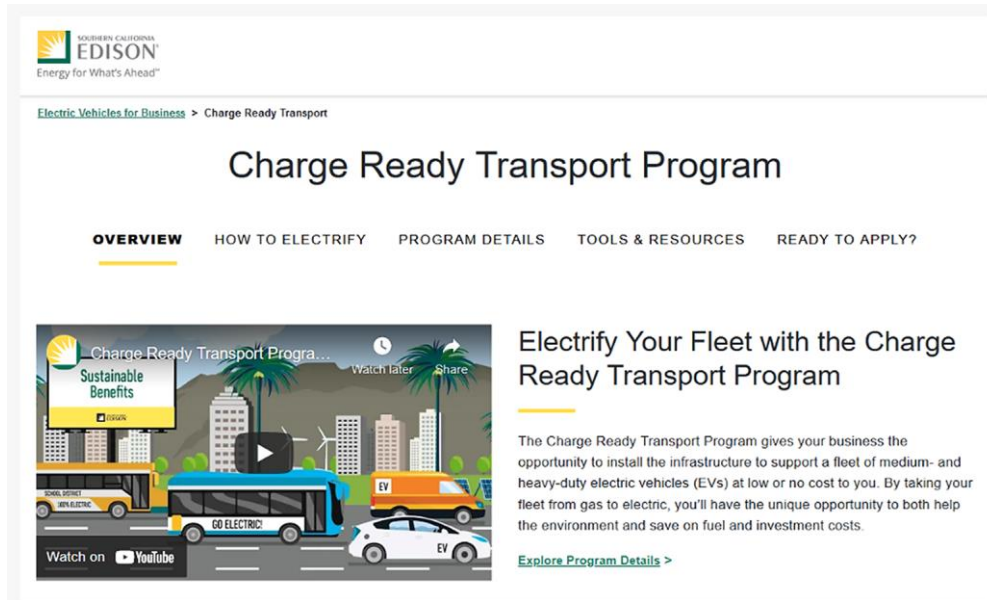 SOUTHERN CALIFORNIA
EDISON®
Energy for What's Ahead℠
Electric Vehicles for Business > Charge Ready Transport
Charge Ready Transport Program
OVERVIEW HOW TO ELECTRIFY PROGRAM DETAILS TOOLS & RESOURCES READY TO APPLY?
Charge Ready Transport Progra...
Watch later Share
Sustainable
Benefits
EDISON
SCHOOL DISTRICT
100% ELECTRIC
GO ELECTRIC!
EV
EV
Watch on YouTube
Electrify Your Fleet with the Charge
Ready Transport Program
The Charge Ready Transport Program gives your business the
opportunity to install the infrastructure to support a fleet of medium- and
heavy-duty electric vehicles (EVs) at low or no cost to you. By taking your
fleet from gas to electric, you'll have the unique opportunity to both help
the environment and save on fuel and investment costs.
Explore Program Details >